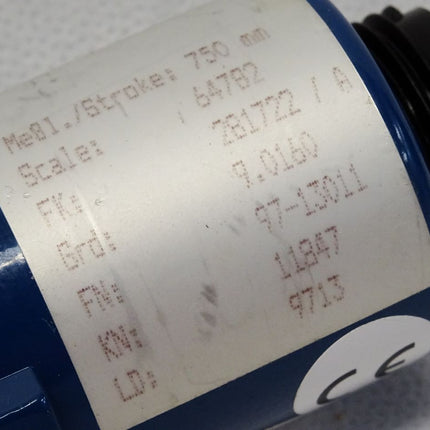 Meßl./Stroke: 750 mm
Scale: 64782
FK: 281722 / A
Grd: 9.0160
FN: 97-13011
KN: 11847
LD: 9713
CE